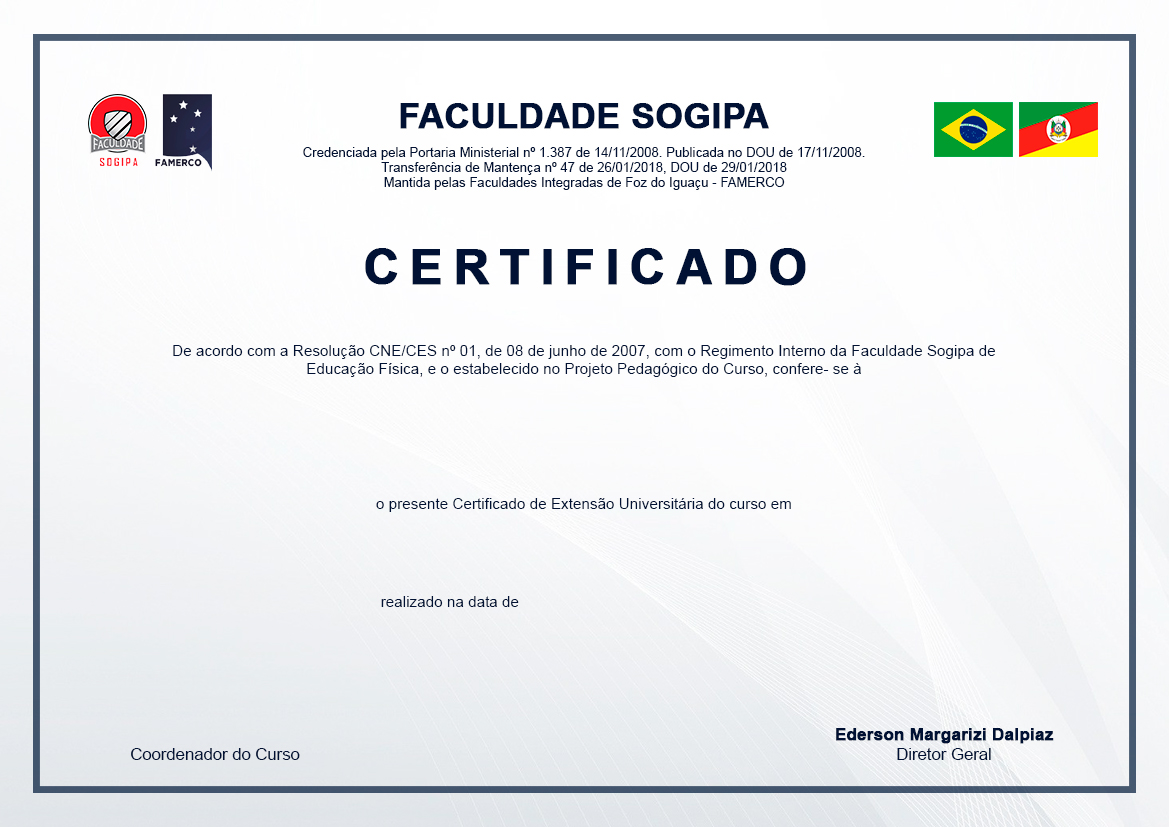 FACULDADE
SOGIPA
FAMERCO
FACULDADE SOGIPA
Credenciada pela Portaria Ministerial nº 1.387 de 14/11/2008. Publicada no DOU de 17/11/2008.
Transferência de Mantença nº 47 de 26/01/2018, DOU de 29/01/2018
Mantida pelas Faculdades Integradas de Foz do Iguaçu - FAMERCO
CERTIFICADO
De acordo com a Resolução CNE/CES nº 01, de 08 de junho de 2007, com o Regimento Interno da Faculdade Sogipa de
Educação Física, e o estabelecido no Projeto Pedagógico do Curso, confere- se à
o presente Certificado de Extensão Universitária do curso em
realizado na data de
Ederson Margarizi Dalpiaz
Coordenador do Curso
Diretor Geral